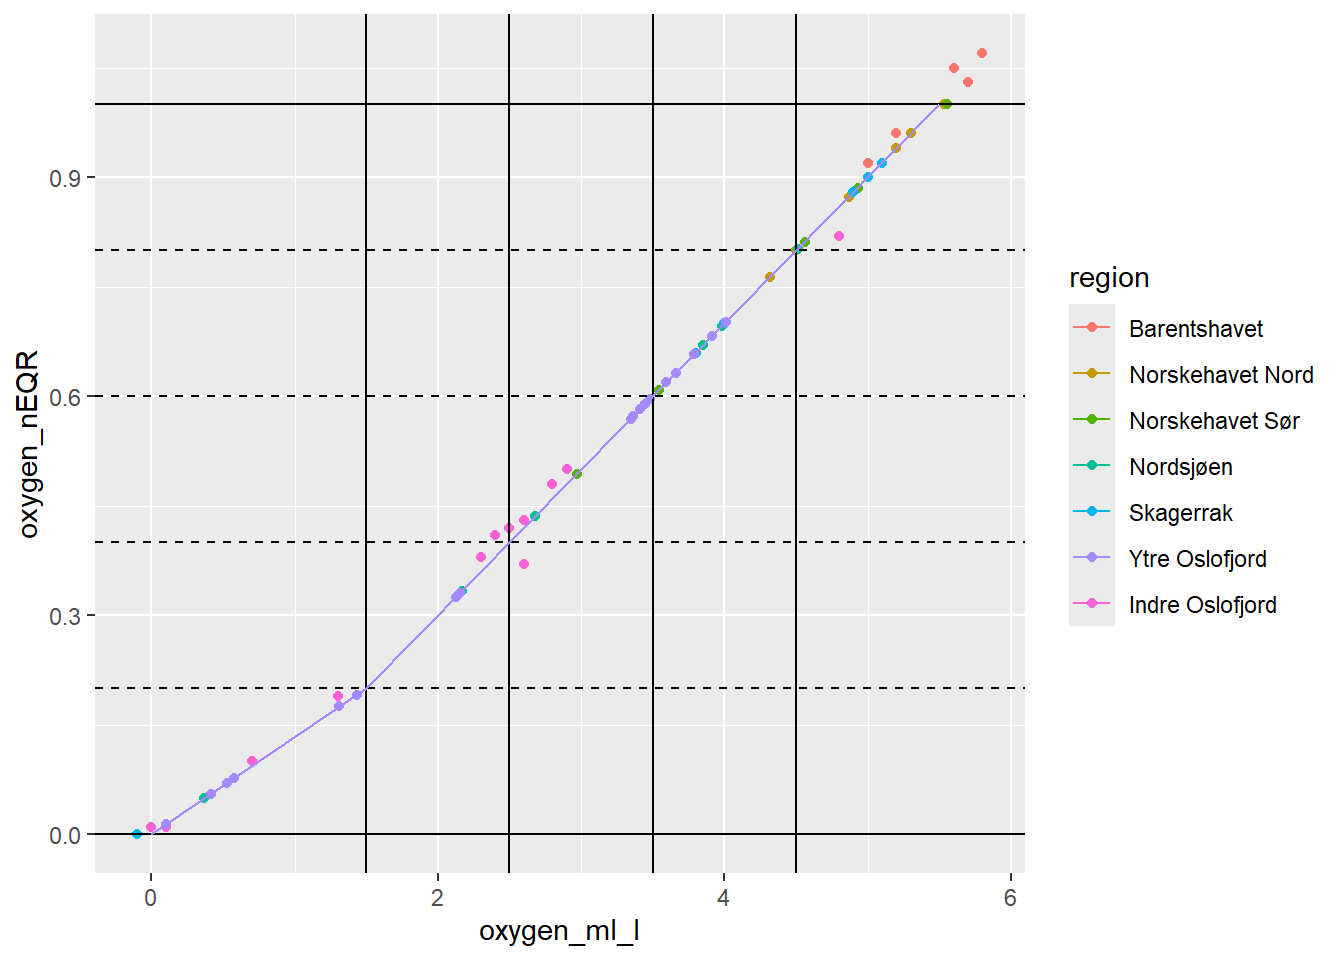 oxygen_nEQR
0.9
0.6
0.3
0.0
0
2
4
6
oxygen_ml_l
region
Barentshavet
Norskehavet Nord
Norskehavet Sør
Nordsjøen
Skagerrak
Ytre Oslofjord
Indre Oslofjord